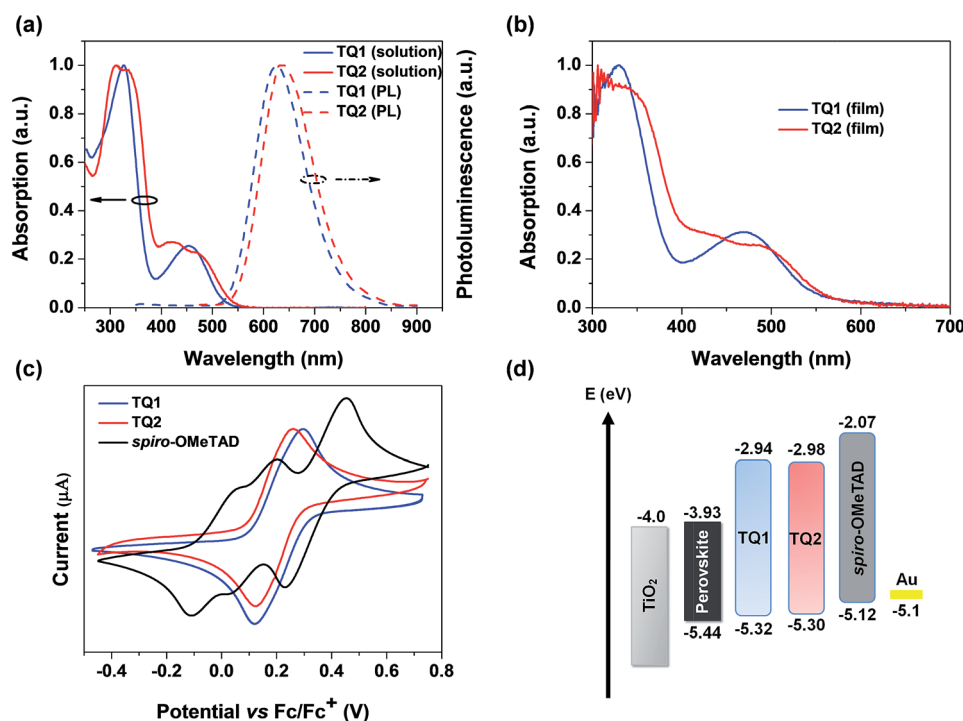 (a)
TQ1 (solution)
TQ2 (solution)
TQ1 (PL)
TQ2 (PL)
1.0
0.8
0.6
0.4
0.2
0.0
Absorption (a.u.)
Photoluminescence (a.u.)
300 400 500 600 700 800 900
Wavelength (nm)
(b)
TQ1 (film)
TQ2 (film)
1.0
0.8
0.6
0.4
0.2
0.0
Absorption (a.u.)
300 400 500 600 700
Wavelength (nm)
(c)
TQ1
TQ2
spiro-OMeTAD
Current (µA)
-0.4 -0.2 0.0 0.2 0.4 0.6 0.8
Potential vs Fc/Fc+ (V)
(d)
E (eV)
-4.0
TiO2
-3.93
Perovskite
-5.44
-2.94
TQ1
-5.32
-2.98
TQ2
-5.30
-2.07
spiro-OMeTAD
-5.12
Au
-5.1